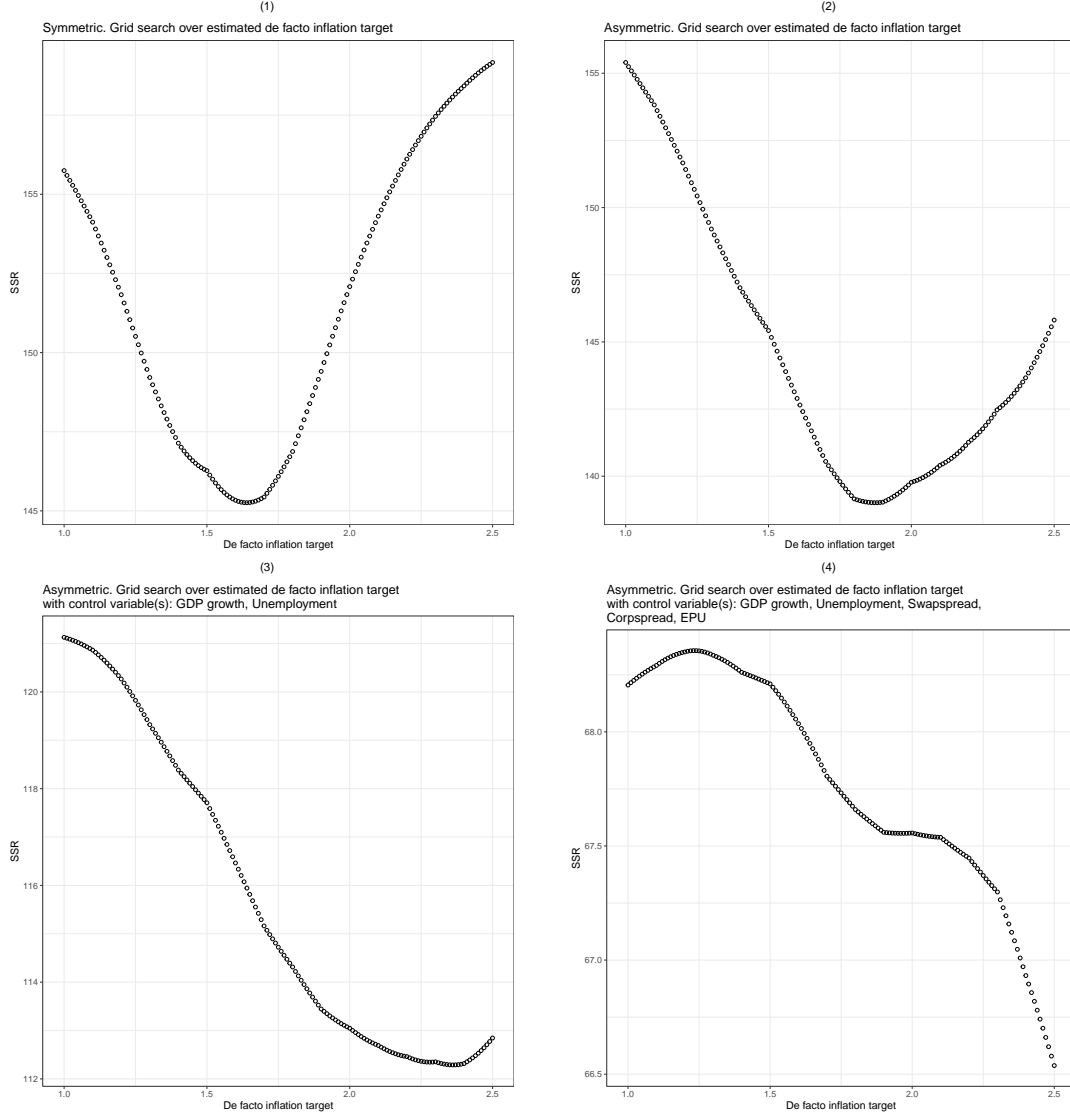 (1)
Symmetric. Grid search over estimated de facto inflation target
SSR
155
150
145
1.0
1.5
2.0
2.5
De facto inflation target
(2)
Asymmetric. Grid search over estimated de facto inflation target
SSR
155
150
145
140
1.0
1.5
2.0
2.5
De facto inflation target
(3)
Asymmetric. Grid search over estimated de facto inflation target
with control variable(s): GDP growth, Unemployment
SSR
120
118
116
114
112
1.0
1.5
2.0
2.5
De facto inflation target
(4)
Asymmetric. Grid search over estimated de facto inflation target
with control variable(s): GDP growth, Unemployment, Swapspread,
Corpspread, EPU
SSR
68.0
67.5
67.0
66.5
1.0
1.5
2.0
2.5
De facto inflation target